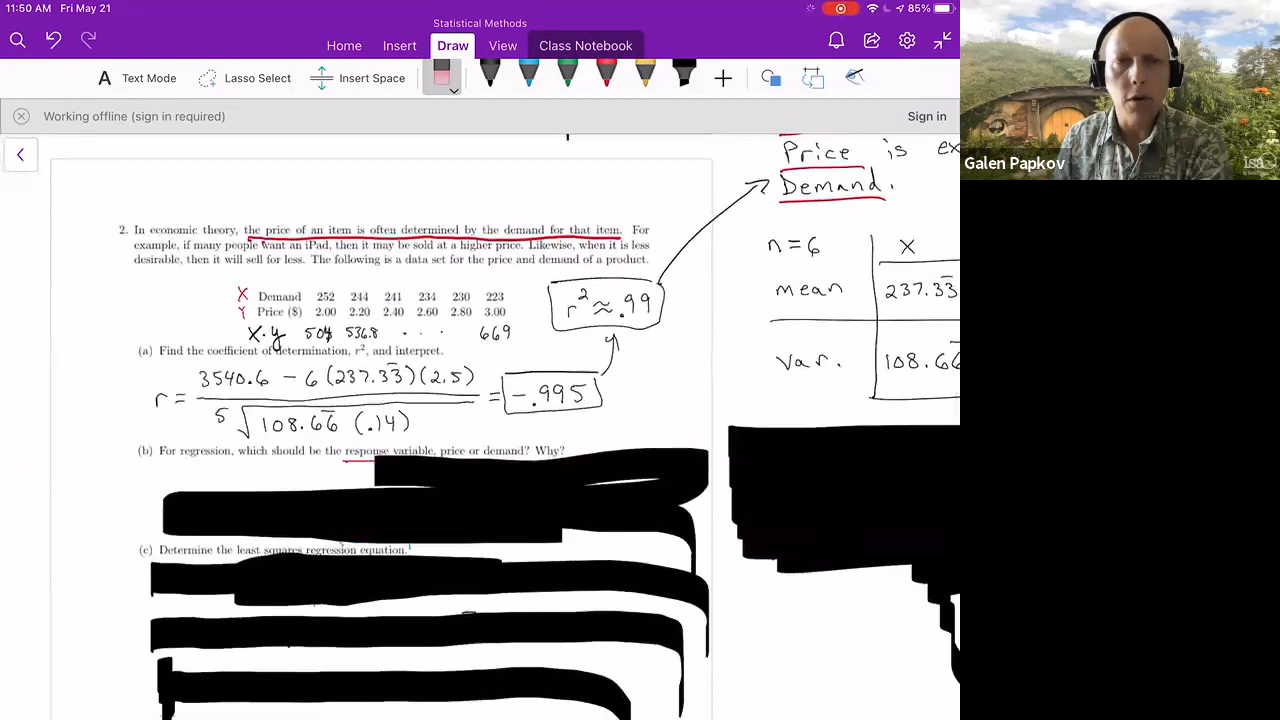 11:50 AM Fri May 21
85%
Statistical Methods
Home Insert Draw View Class Notebook
Text Mode Lasso Select Insert Space
Working offline (sign in required) Sign in
Galen Papkov
Price is ex
Demand.
2. In economic theory, the price of an item is often determined by the demand for that item. For
example, if many people want an iPad, then it may be sold at a higher price. Likewise, when it is less
desirable, then it will sell for less. The following is a data set for the price and demand of a product.
X Demand 252 244 241 234 230 223
Y Price ($) 2.00 2.20 2.40 2.60 2.80 3.00
X·y 504 536.8 . . . 669
r² ≈ .99
n=6 X
mean 237.33̅
var. 108.66̅
(a) Find the coefficient of determination, r², and interpret.
3540.6 − 6(237.33̅)(2.5)
r = = −.995
5 √108.66̅ (.14)
(b) For regression, which should be the response variable, price or demand? Why?
(c) Determine the least squares regression equation.